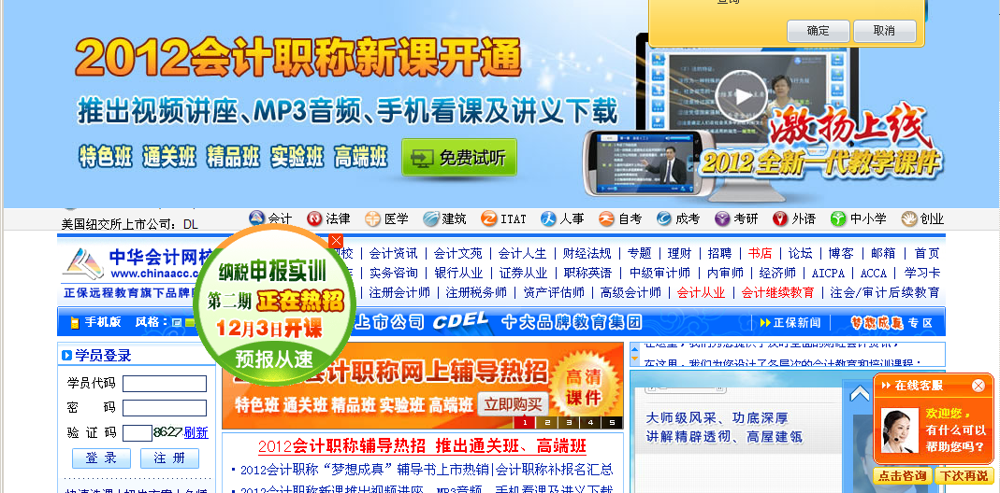 确定 取消
2012会计职称新课开通
推出视频讲座、MP3音频、手机看课及讲义下载
特色班 通关班 精品班 实验班 高端班 免费试听
激扬上线
2012 全新一代教学课件
美国纽交所上市公司: DL 会计 法律 医学 建筑 ITAT 人事 自考 成考 考研 外语 中小学 创业
中华会计网校
www.chinaacc.c
正保远程教育旗下品牌
网校 | 会计资讯 | 会计文苑 | 会计人生 | 财经法规 | 专题 | 理财 | 招聘 | 书店 | 论坛 | 博客 | 邮箱 | 首页
实务咨询 | 银行从业 | 证券从业 | 职称英语 | 中级审计师 | 内审师 | 经济师 | AICPA | ACCA | 学习卡
注册会计师 | 注册税务师 | 资产评估师 | 高级会计师 | 会计从业 | 会计继续教育 | 注会/审计后续教育
纳税申报实训
第二期 正在热招
12月3日开课
预报从速
手机版 风格: 上市公司 CDEL 十大品牌教育集团 正保新闻 梦想成真 专区
学员登录
学员代码
密 码
验 证 码 8627 刷新
登 录 注 册
会计职称网上辅导热招
特色班 通关班 精品班 实验班 高端班 立即购买
高清
课件
1 2 3 4 5
2012会计职称辅导热招 推出通关班、高端班
2012会计职称“梦想成真”辅导书上市热销|会计职称补报名汇总
2012会计职称新课推出视频讲座、MP3音频、手机看课及讲义下载
在这里，我们为您设计了各层次的会计教育和培训课程；
大师级风采、功底深厚
讲解精辟透彻、高屋建瓴
在线客服
欢迎您，
有什么可以
帮助您吗？
点击咨询 下次再说